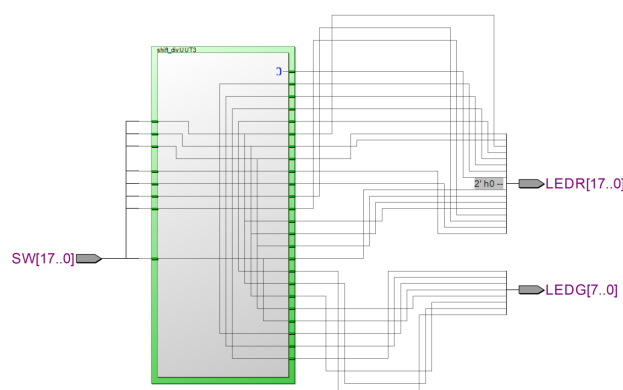 shift_div:UUT3
2' h0
LEDR[17..0]
SW[17..0]
LEDG[7..0]